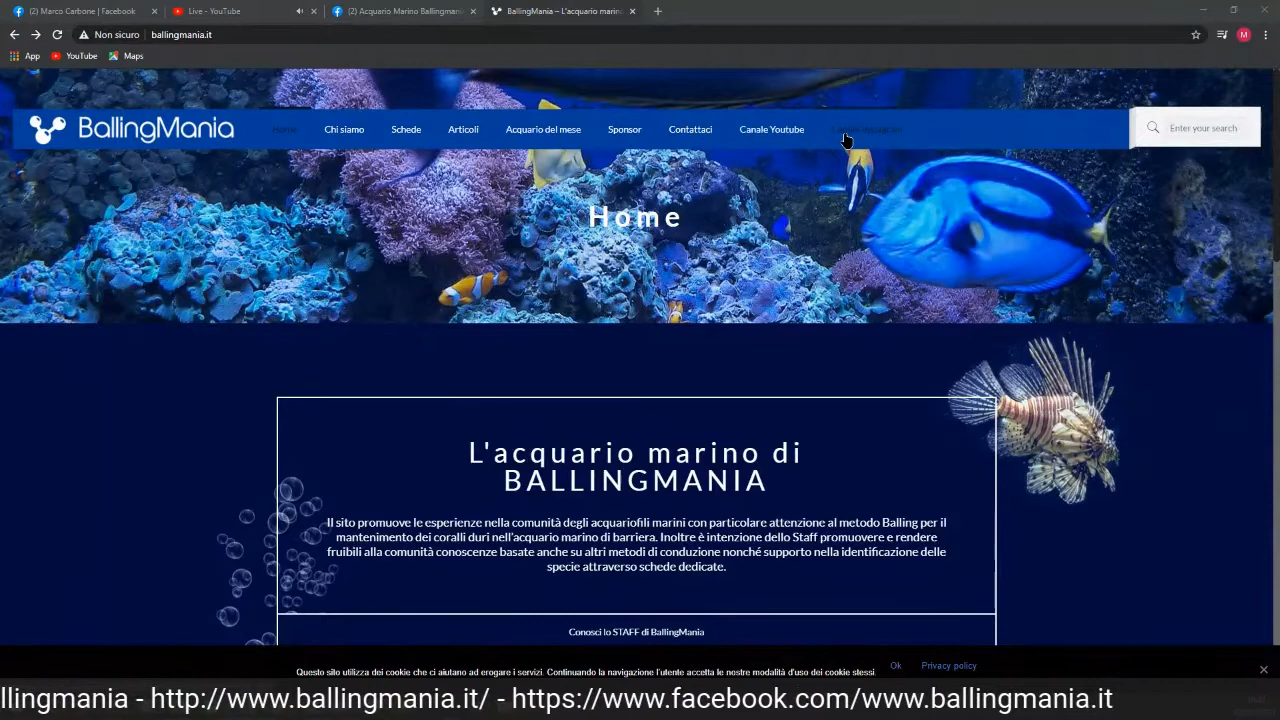 (2) Marco Carbone | Facebook
Live - YouTube
(2) Acquario Marino Ballingmani
BallingMania – L'acquario marino
Non sicuro
ballingmania.it
M
App
YouTube
Maps
BallingMania
Home
Chi siamo
Schede
Articoli
Acquario del mese
Sponsor
Contattaci
Canale Youtube
Enter your search
Home
L'acquario marino di
BALLINGMANIA
Il sito promuove le esperienze nella comunità degli acquariofili marini con particolare attenzione al metodo Balling per il
mantenimento dei coralli duri nell'acquario marino di barriera. Inoltre è intenzione dello Staff promuovere e rendere
fruibili alla comunità conoscenze basate anche su altri metodi di conduzione nonché supporto nella identificazione delle
specie attraverso schede dedicate.
Conosci lo STAFF di BallingMania
Questo sito utilizza dei cookie che ci aiutano ad erogare i servizi. Continuando la navigazione l'utente accetta le nostre modalità d'uso dei cookie stessi.
Ok
Privacy policy
llingmania - http://www.ballingmania.it/ - https://www.facebook.com/www.ballingmania.it